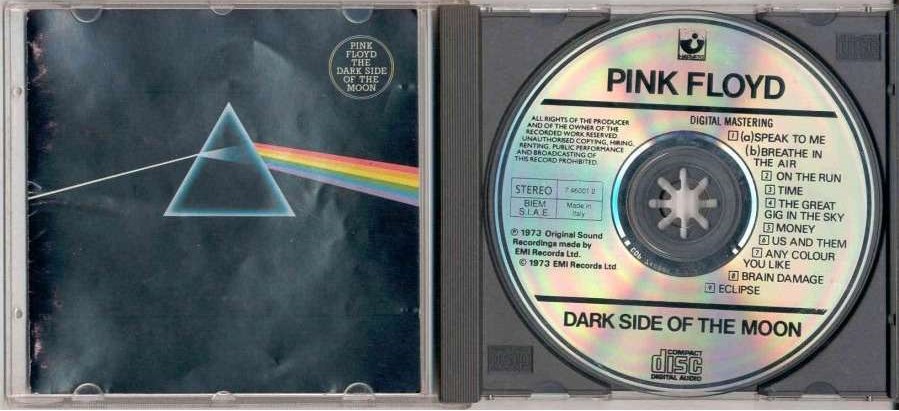 PINK
FLOYD
THE
DARK SIDE
OF THE
MOON
PINK FLOYD
DIGITAL MASTERING
ALL RIGHTS OF THE PRODUCER
AND OF THE OWNER OF THE
RECORDED WORK RESERVED
UNAUTHORISED COPYING, HIRING,
RENTING, PUBLIC PERFORMANCE
AND BROADCASTING OF
THIS RECORD PROHIBITED.
STEREO
7 46001 2
BIEM
S.I.A.E.
Made in
Italy
℗ 1973 Original Sound
Recordings made by
EMI Records Ltd.
© 1973 EMI Records Ltd
1 (a)SPEAK TO ME
(b)BREATHE IN
THE AIR
2 ON THE RUN
3 TIME
4 THE GREAT
GIG IN THE SKY
5 MONEY
6 US AND THEM
7 ANY COLOUR
YOU LIKE
8 BRAIN DAMAGE
9 ECLIPSE
DARK SIDE OF THE MOON
COMPACT
disc
DIGITAL AUDIO